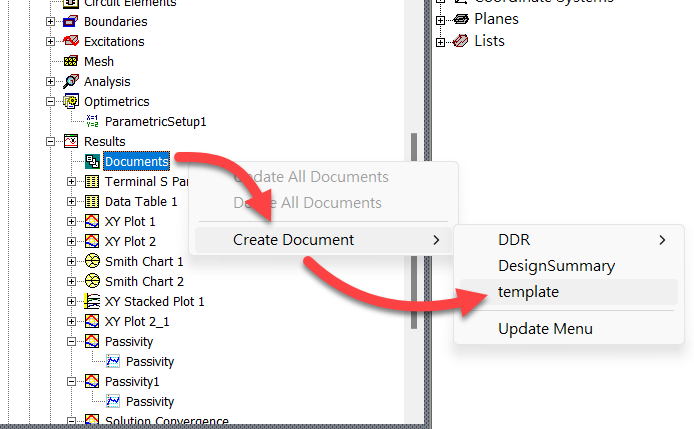 Circuit Elements
Boundaries
Excitations
Mesh
Analysis
Optimetrics
X=1
Y=2
ParametricSetup1
Results
Documents
Terminal S Par
Data Table 1
XY Plot 1
XY Plot 2
Smith Chart 1
Smith Chart 2
XY Stacked Plot 1
XY Plot 2_1
Passivity
Passivity
Passivity1
Passivity
Solution Convergence
Coordinate Systems
Planes
Lists
Update All Documents
All Documents
Create Document
DDR
DesignSummary
template
Update Menu